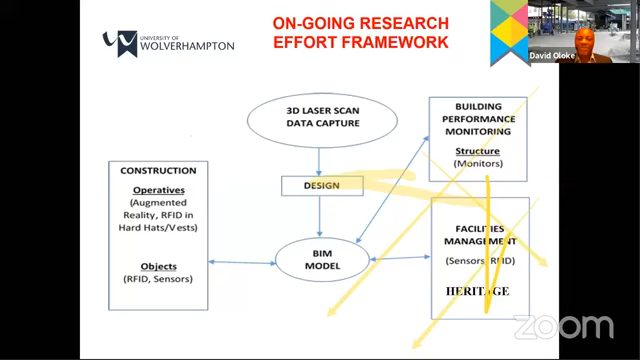 UNIVERSITY OF
WOLVERHAMPTON
ON-GOING RESEARCH
EFFORT FRAMEWORK
David Oloke
3D LASER SCAN
DATA CAPTURE
DESIGN
BIM
MODEL
CONSTRUCTION
Operatives
(Augmented
Reality, RFID in
Hard Hats/Vests)
Objects
(RFID, Sensors)
BUILDING
PERFORMANCE
MONITORING
Structure
(Monitors)
FACILITIES
MANAGEMENT
(Sensors, RFID)
HERITAGE
zoom